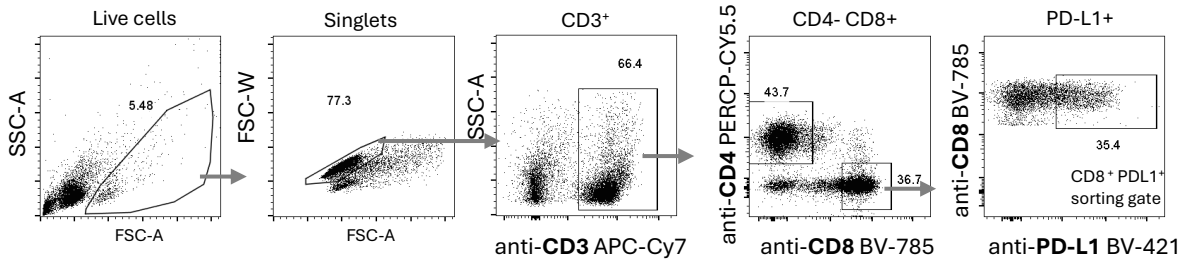 Live cells
SSC-A
5.48
FSC-A
Singlets
FSC-W
77.3
FSC-A
CD3⁺
SSC-A
66.4
anti-CD3 APC-Cy7
CD4- CD8+
anti-CD4 PERCP-CY5.5
43.7
36.7
anti-CD8 BV-785
PD-L1+
anti-CD8 BV-785
35.4
CD8⁺ PDL1⁺
sorting gate
anti-PD-L1 BV-421